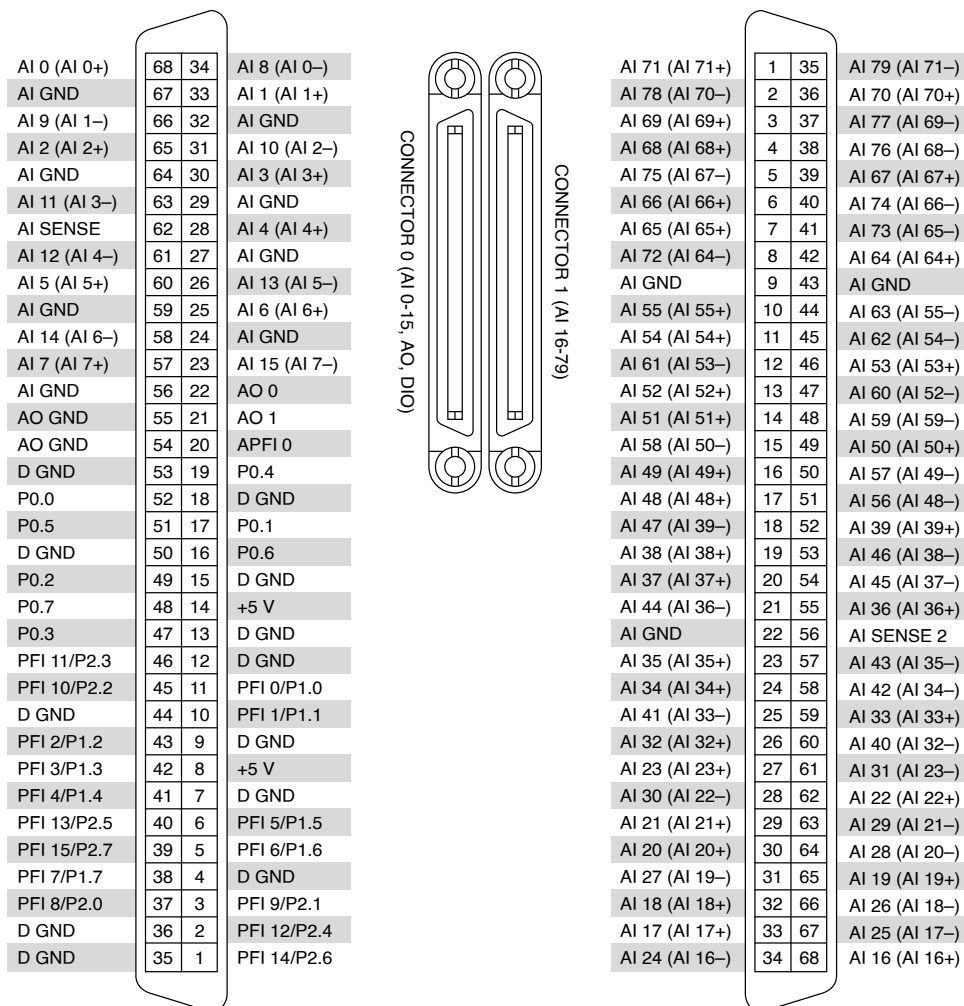 AI 0 (AI 0+) 68 34 AI 8 (AI 0–)
AI GND 67 33 AI 1 (AI 1+)
AI 9 (AI 1–) 66 32 AI GND
AI 2 (AI 2+) 65 31 AI 10 (AI 2–)
AI GND 64 30 AI 3 (AI 3+)
AI 11 (AI 3–) 63 29 AI GND
AI SENSE 62 28 AI 4 (AI 4+)
AI 12 (AI 4–) 61 27 AI GND
AI 5 (AI 5+) 60 26 AI 13 (AI 5–)
AI GND 59 25 AI 6 (AI 6+)
AI 14 (AI 6–) 58 24 AI GND
AI 7 (AI 7+) 57 23 AI 15 (AI 7–)
AI GND 56 22 AO 0
AO GND 55 21 AO 1
AO GND 54 20 APFI 0
D GND 53 19 P0.4
P0.0 52 18 D GND
P0.5 51 17 P0.1
D GND 50 16 P0.6
P0.2 49 15 D GND
P0.7 48 14 +5 V
P0.3 47 13 D GND
PFI 11/P2.3 46 12 D GND
PFI 10/P2.2 45 11 PFI 0/P1.0
D GND 44 10 PFI 1/P1.1
PFI 2/P1.2 43 9 D GND
PFI 3/P1.3 42 8 +5 V
PFI 4/P1.4 41 7 D GND
PFI 13/P2.5 40 6 PFI 5/P1.5
PFI 15/P2.7 39 5 PFI 6/P1.6
PFI 7/P1.7 38 4 D GND
PFI 8/P2.0 37 3 PFI 9/P2.1
D GND 36 2 PFI 12/P2.4
D GND 35 1 PFI 14/P2.6
CONNECTOR 0 (AI 0-15, AO, DIO)
CONNECTOR 1 (AI 16-79)
AI 71 (AI 71+) 1 35 AI 79 (AI 71–)
AI 78 (AI 70–) 2 36 AI 70 (AI 70+)
AI 69 (AI 69+) 3 37 AI 77 (AI 69–)
AI 68 (AI 68+) 4 38 AI 76 (AI 68–)
AI 75 (AI 67–) 5 39 AI 67 (AI 67+)
AI 66 (AI 66+) 6 40 AI 74 (AI 66–)
AI 65 (AI 65+) 7 41 AI 73 (AI 65–)
AI 72 (AI 64–) 8 42 AI 64 (AI 64+)
AI GND 9 43 AI GND
AI 55 (AI 55+) 10 44 AI 63 (AI 55–)
AI 54 (AI 54+) 11 45 AI 62 (AI 54–)
AI 61 (AI 53–) 12 46 AI 53 (AI 53+)
AI 52 (AI 52+) 13 47 AI 60 (AI 52–)
AI 51 (AI 51+) 14 48 AI 59 (AI 59–)
AI 58 (AI 50–) 15 49 AI 50 (AI 50+)
AI 49 (AI 49+) 16 50 AI 57 (AI 49–)
AI 48 (AI 48+) 17 51 AI 56 (AI 48–)
AI 47 (AI 39–) 18 52 AI 39 (AI 39+)
AI 38 (AI 38+) 19 53 AI 46 (AI 38–)
AI 37 (AI 37+) 20 54 AI 45 (AI 37–)
AI 44 (AI 36–) 21 55 AI 36 (AI 36+)
AI GND 22 56 AI SENSE 2
AI 35 (AI 35+) 23 57 AI 43 (AI 35–)
AI 34 (AI 34+) 24 58 AI 42 (AI 34–)
AI 41 (AI 33–) 25 59 AI 33 (AI 33+)
AI 32 (AI 32+) 26 60 AI 40 (AI 32–)
AI 23 (AI 23+) 27 61 AI 31 (AI 23–)
AI 30 (AI 22–) 28 62 AI 22 (AI 22+)
AI 21 (AI 21+) 29 63 AI 29 (AI 21–)
AI 20 (AI 20+) 30 64 AI 28 (AI 20–)
AI 27 (AI 19–) 31 65 AI 19 (AI 19+)
AI 18 (AI 18+) 32 66 AI 26 (AI 18–)
AI 17 (AI 17+) 33 67 AI 25 (AI 17–)
AI 24 (AI 16–) 34 68 AI 16 (AI 16+)